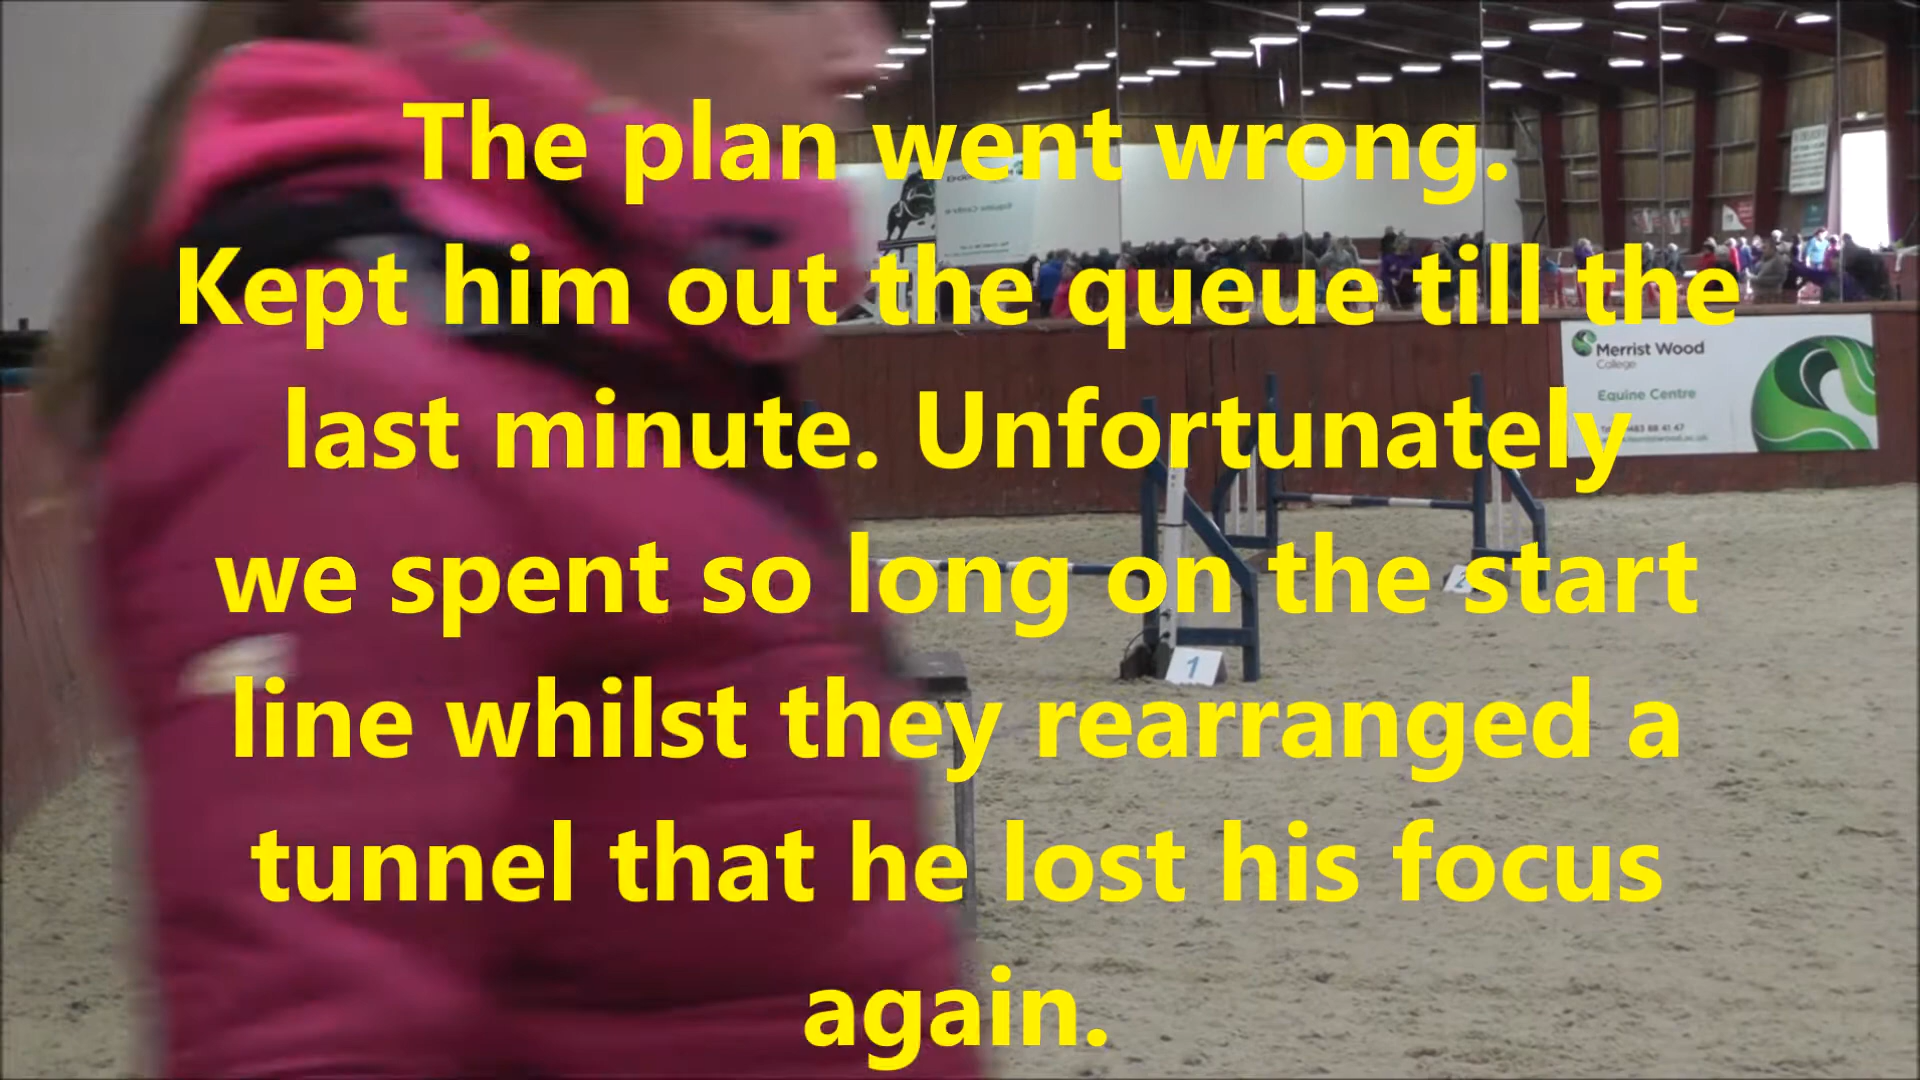 The plan went wrong.
Kept him out the queue till the
last minute. Unfortunately
we spent so long on the start
line whilst they rearranged a
tunnel that he lost his focus
again.
Merrist Wood
College
Equine Centre
1
2